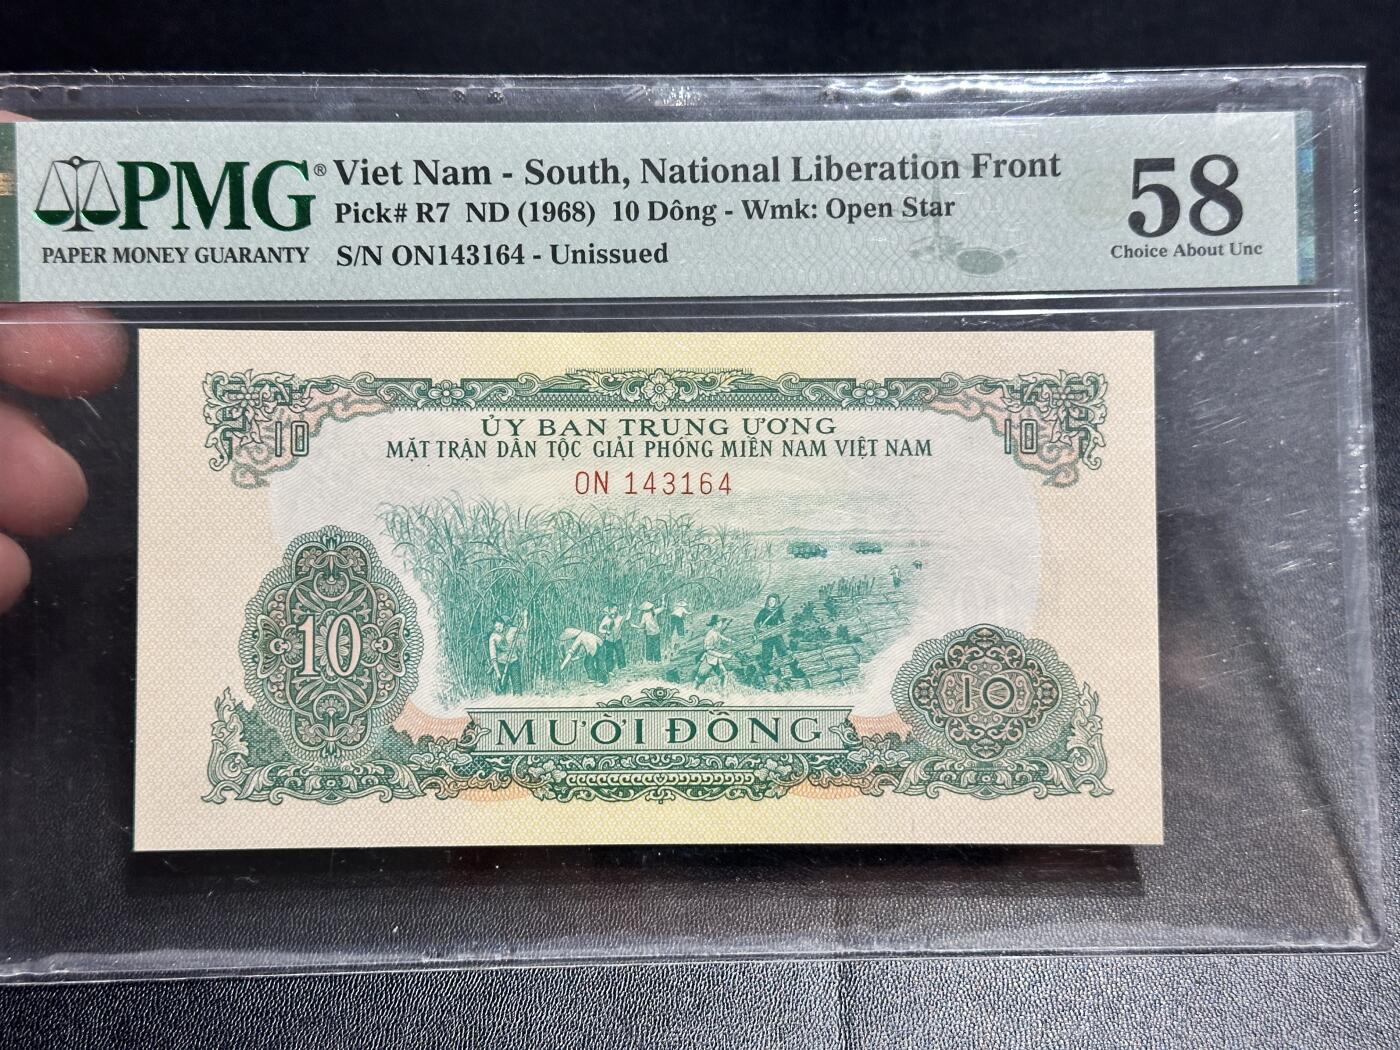 PMG®
PAPER MONEY GUARANTY
Viet Nam - South, National Liberation Front
Pick# R7 ND (1968) 10 Dông - Wmk: Open Star
S/N ON143164 - Unissued
58
Choice About Unc
10
10
ỦY BAN TRUNG ƯƠNG
MẶT TRẬN DÂN TỘC GIẢI PHÓNG MIỀN NAM VIỆT NAM
ON 143164
10
10
MƯỜI ĐỒNG